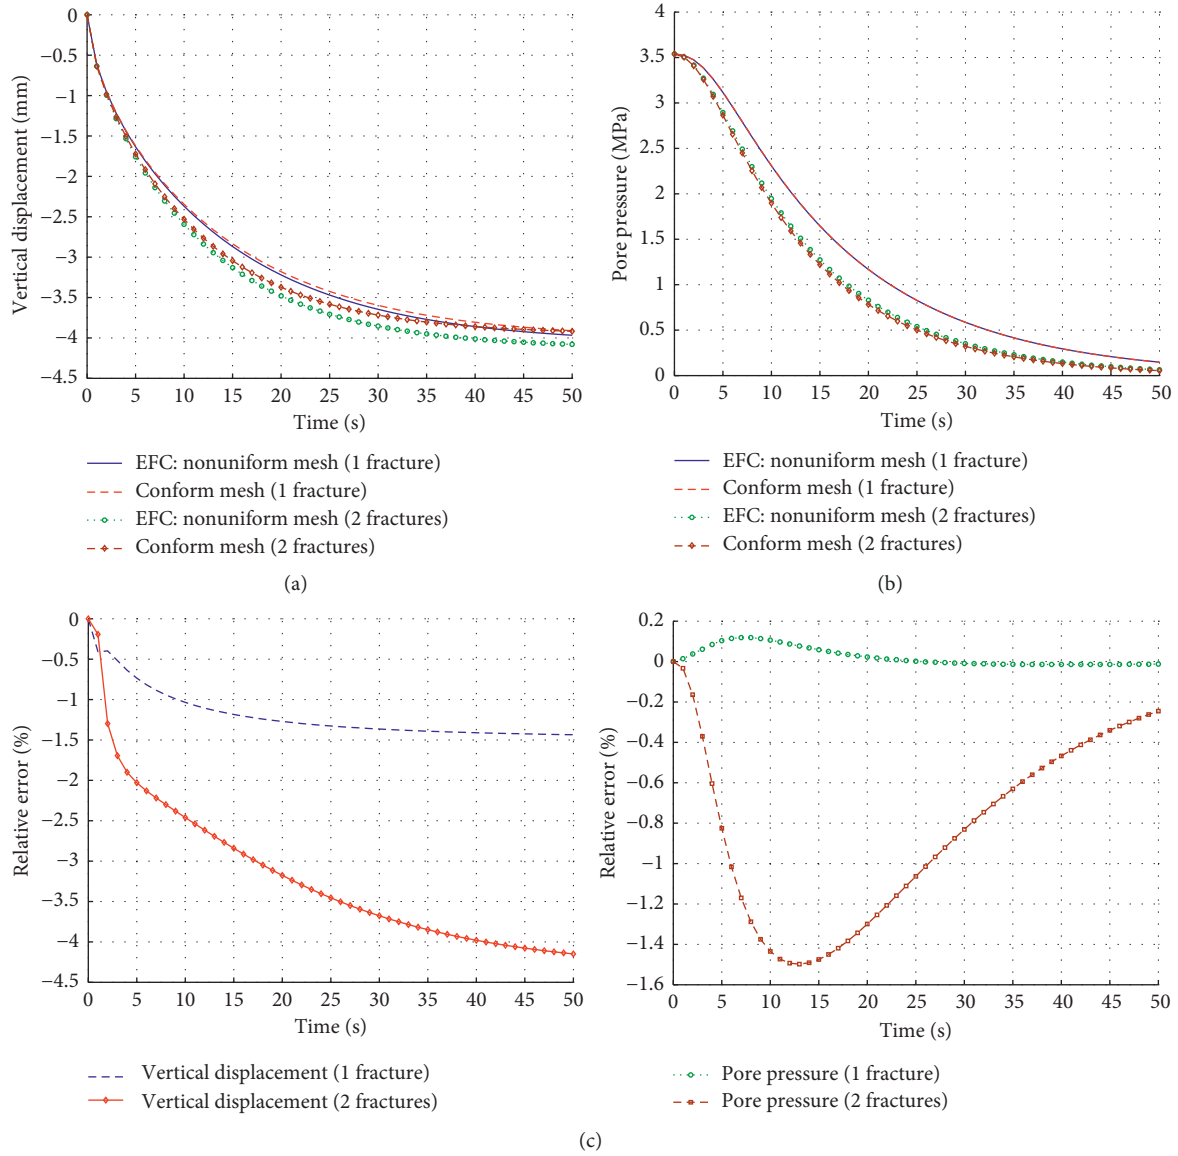 0
−0.5
−1
−1.5
−2
−2.5
−3
−3.5
−4
−4.5
Vertical displacement (mm)
0 5 10 15 20 25 30 35 40 45 50
Time (s)
EFC: nonuniform mesh (1 fracture)
Conform mesh (1 fracture)
EFC: nonuniform mesh (2 fractures)
Conform mesh (2 fractures)
(a)
4
3.5
3
2.5
2
1.5
1
0.5
0
Pore pressure (MPa)
0 5 10 15 20 25 30 35 40 45 50
Time (s)
EFC: nonuniform mesh (1 fracture)
Conform mesh (1 fracture)
EFC: nonuniform mesh (2 fractures)
Conform mesh (2 fractures)
(b)
0
−0.5
−1
−1.5
−2
−2.5
−3
−3.5
−4
−4.5
Relative error (%)
0 5 10 15 20 25 30 35 40 45 50
Time (s)
Vertical displacement (1 fracture)
Vertical displacement (2 fractures)
0.2
0
−0.2
−0.4
−0.6
−0.8
−1
−1.2
−1.4
−1.6
Relative error (%)
0 5 10 15 20 25 30 35 40 45 50
Time (s)
Pore pressure (1 fracture)
Pore pressure (2 fractures)
(c)